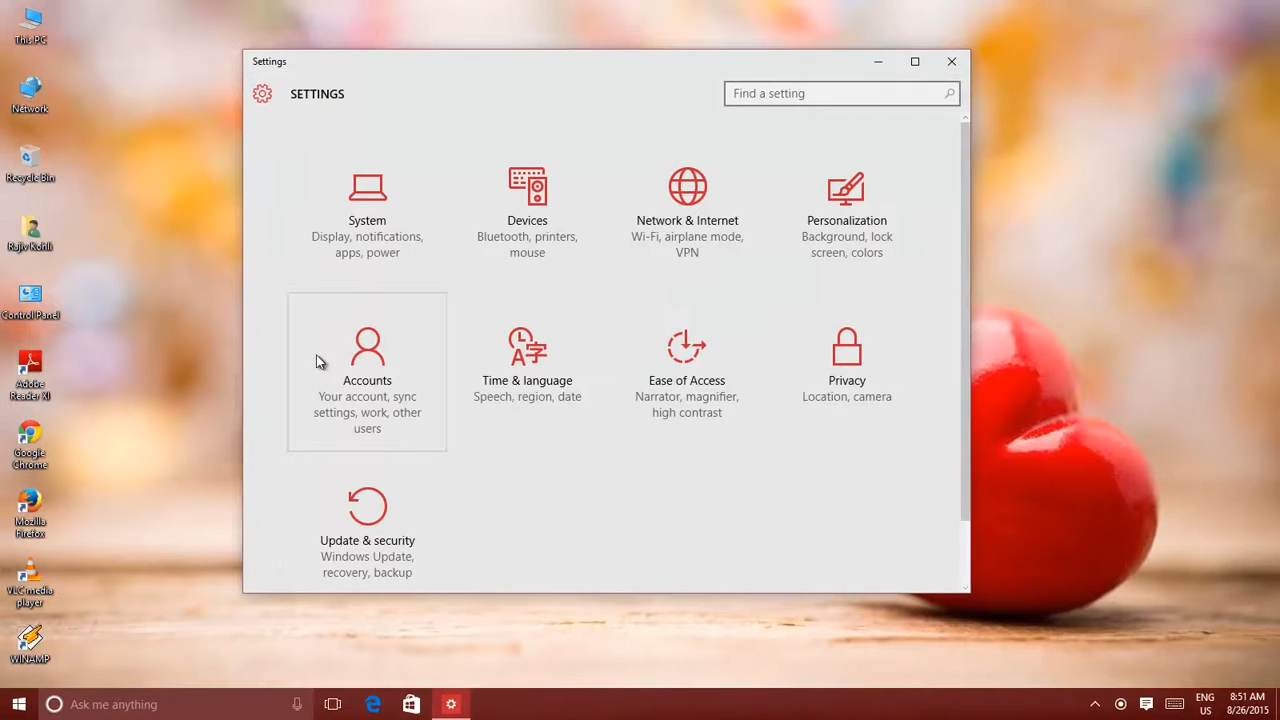 This PC
Network
Recycle Bin
Rajiv Kohli
Control Panel
Adobe
Reader XI
Google
Chrome
Mozilla
Firefox
VLC media
player
WINAMP
Settings
SETTINGS
Find a setting
System
Display, notifications,
apps, power
Devices
Bluetooth, printers,
mouse
Network & Internet
Wi-Fi, airplane mode,
VPN
Personalization
Background, lock
screen, colors
Accounts
Your account, sync
settings, work, other
users
Time & language
Speech, region, date
Ease of Access
Narrator, magnifier,
high contrast
Privacy
Location, camera
Update & security
Windows Update,
recovery, backup
Ask me anything
ENG
US
8:51 AM
8/26/2015